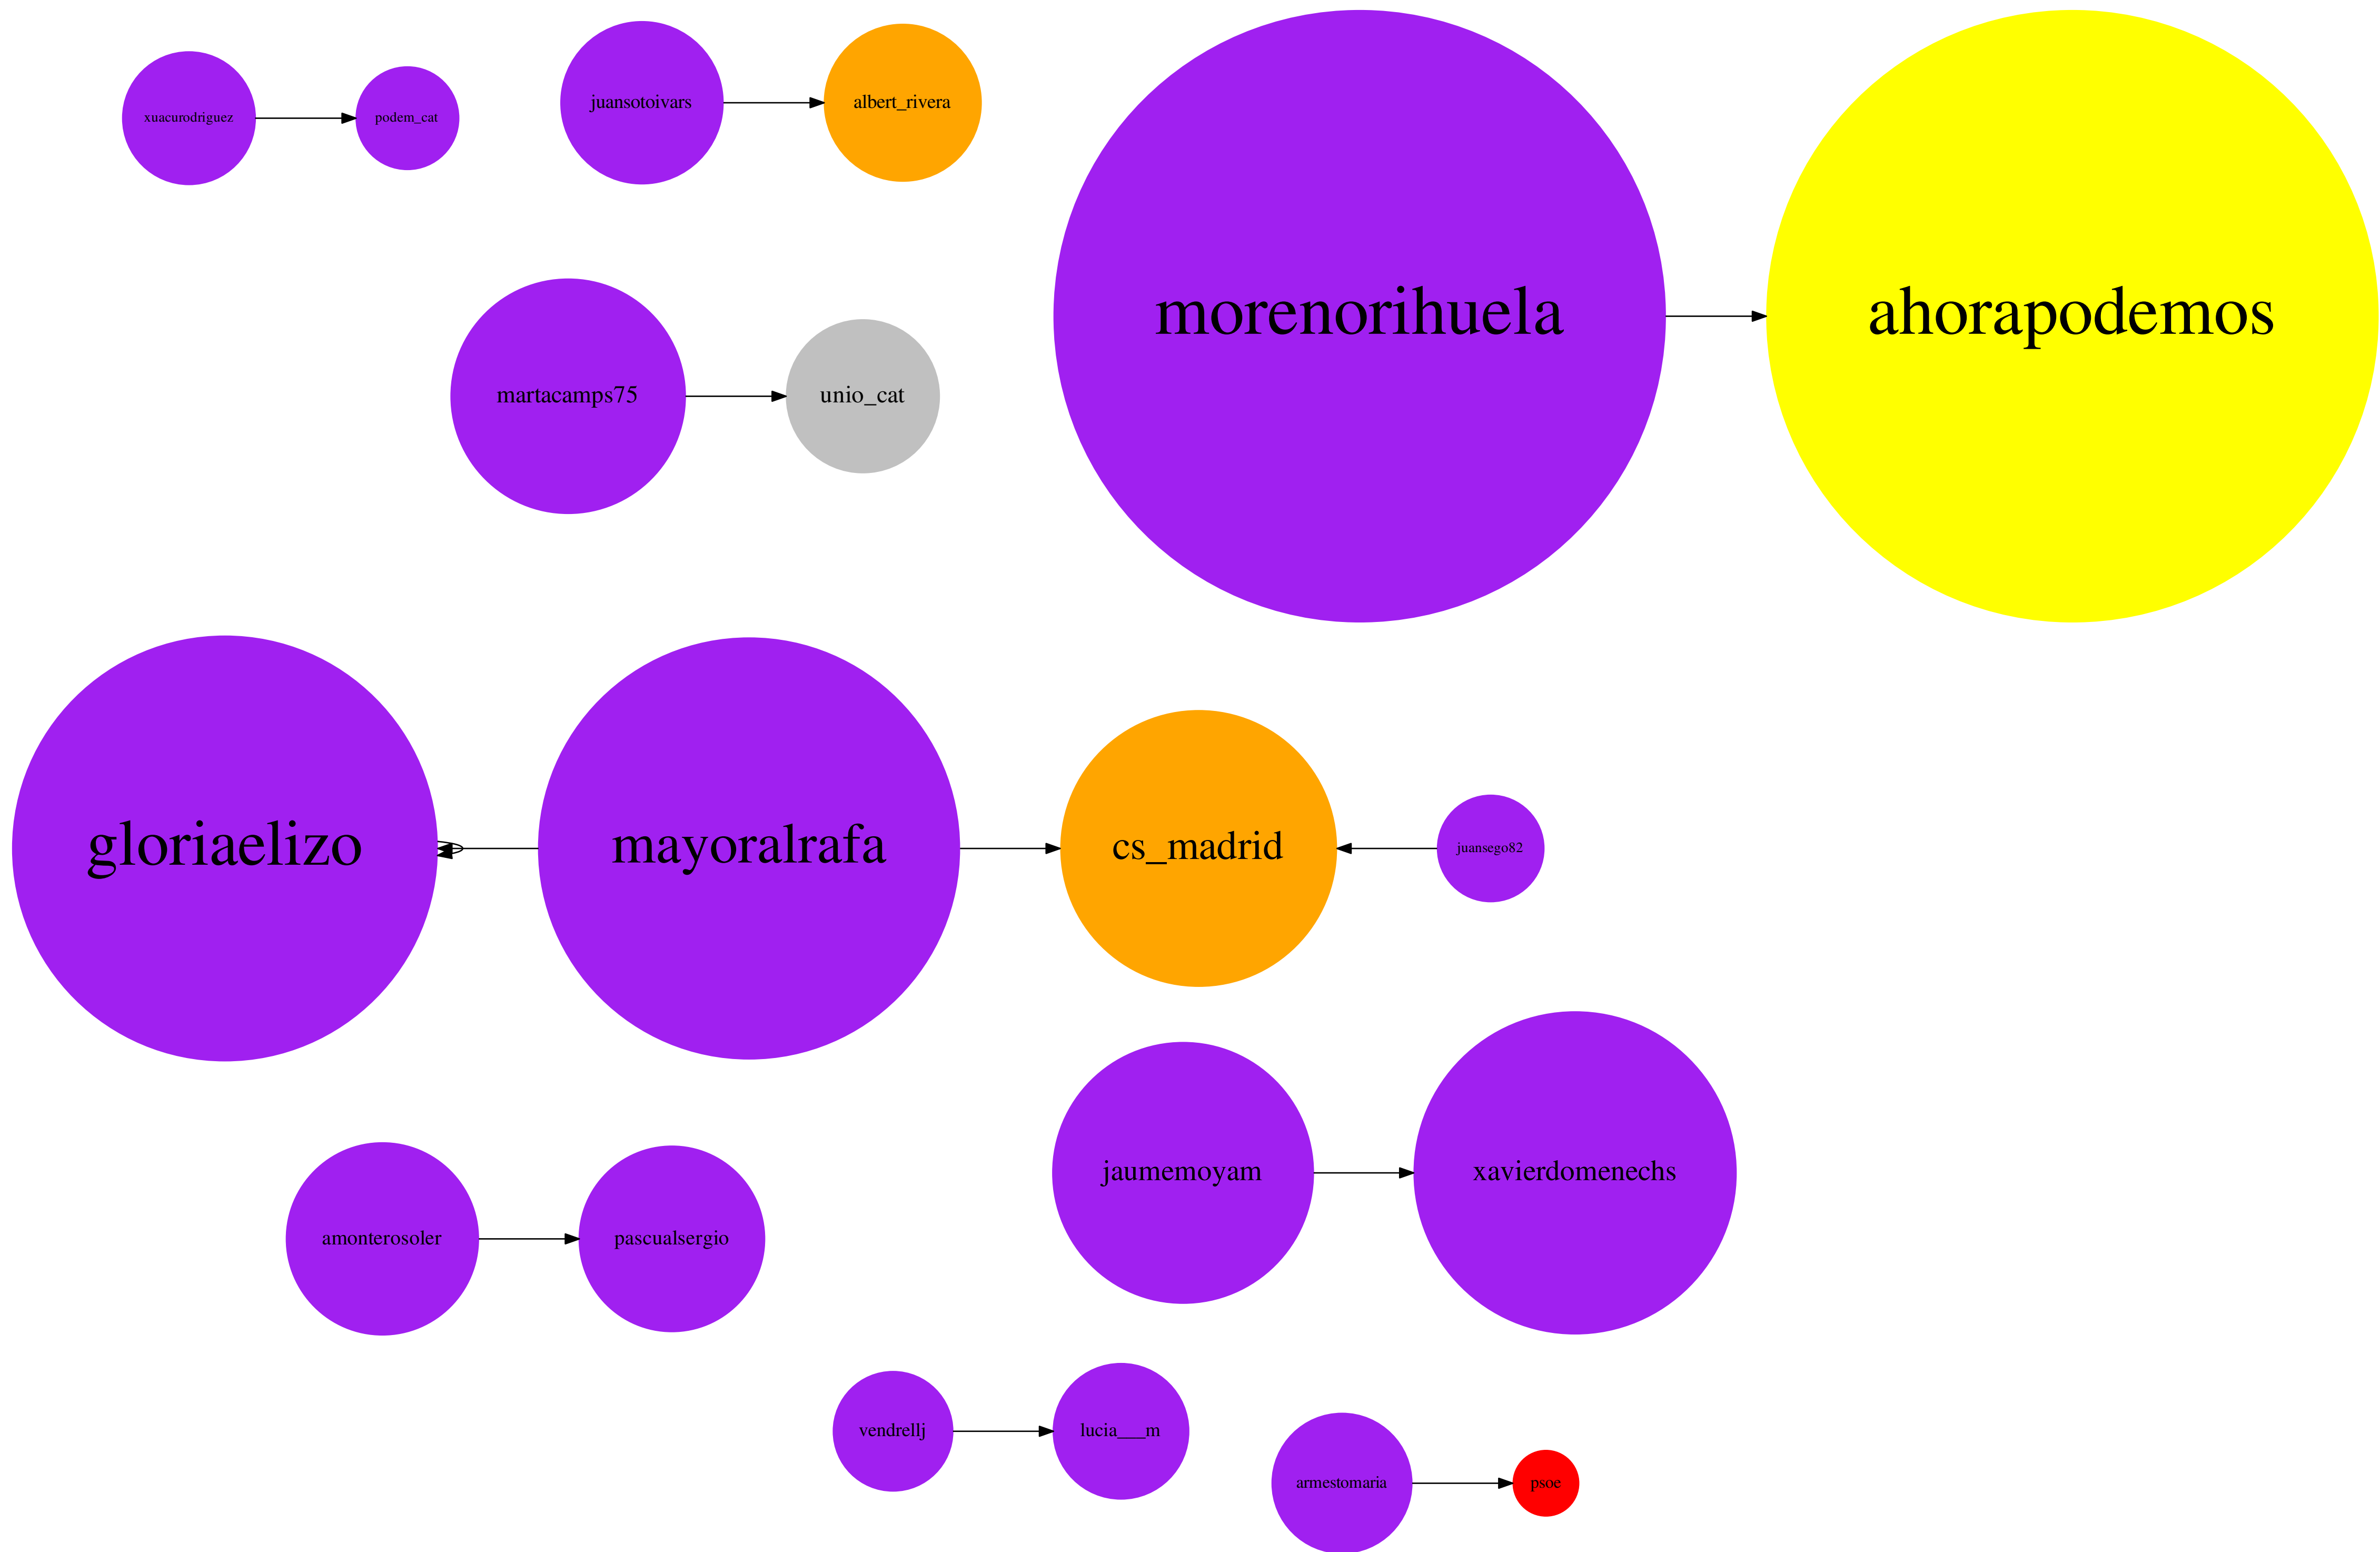 xuacurodriguez
podem_cat
juansotoivars
albert_rivera
morenorihuela
ahorapodemos
martacamps75
unio_cat
gloriaelizo
mayoralrafa
cs_madrid
juansego82
jaumemoyam
xavierdomenechs
amonterosoler
pascualsergio
vendrellj
lucia___m
armestomaria
psoe